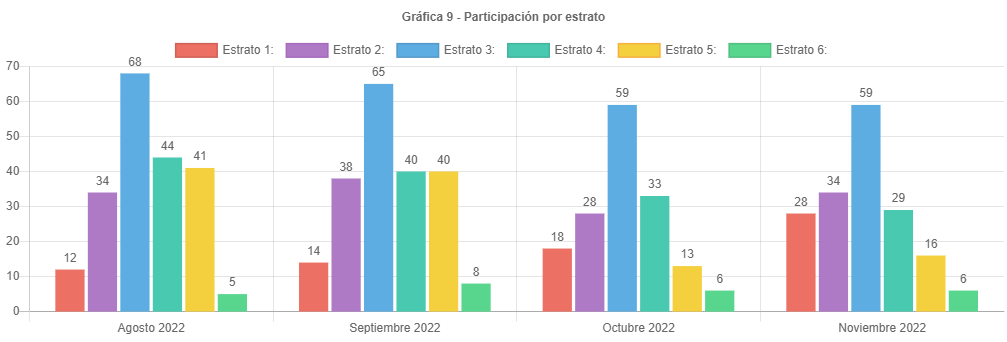 Gráfica 9 - Participación por estrato
Estrato 1: Estrato 2: Estrato 3: Estrato 4: Estrato 5: Estrato 6:
70
60
50
40
30
20
10
0
12 34 68 44 41 5
14 38 65 40 40 8
18 28 59 33 13 6
28 34 59 29 16 6
Agosto 2022 Septiembre 2022 Octubre 2022 Noviembre 2022